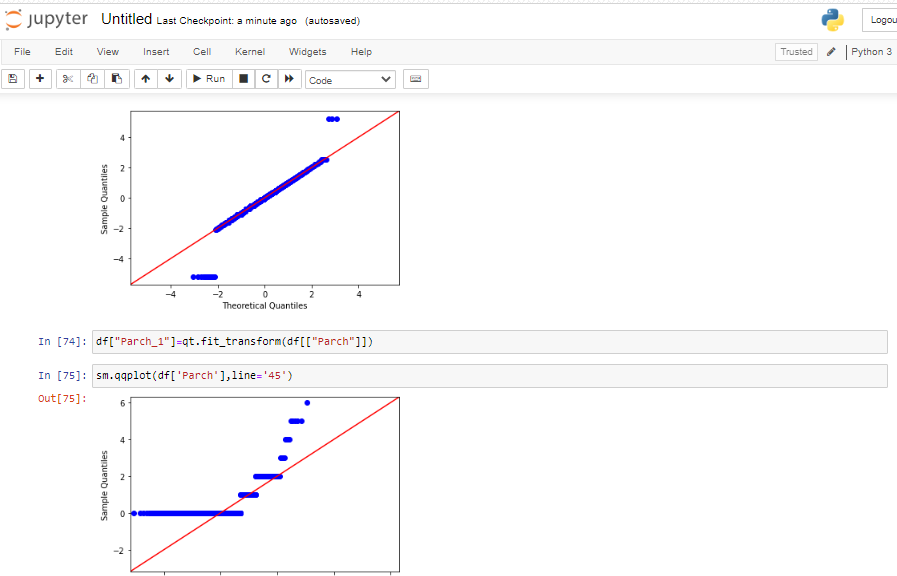 jupyter Untitled Last Checkpoint: a minute ago (autosaved)
Logou
File Edit View Insert Cell Kernel Widgets Help
Trusted
Python 3
Run
Code
4
2
0
−2
−4
Sample Quantiles
−4 −2 0 2 4
Theoretical Quantiles
In [74]: df["Parch_1"]=qt.fit_transform(df[["Parch"]])
In [75]: sm.qqplot(df['Parch'],line='45')
Out[75]:
6
4
2
0
−2
Sample Quantiles